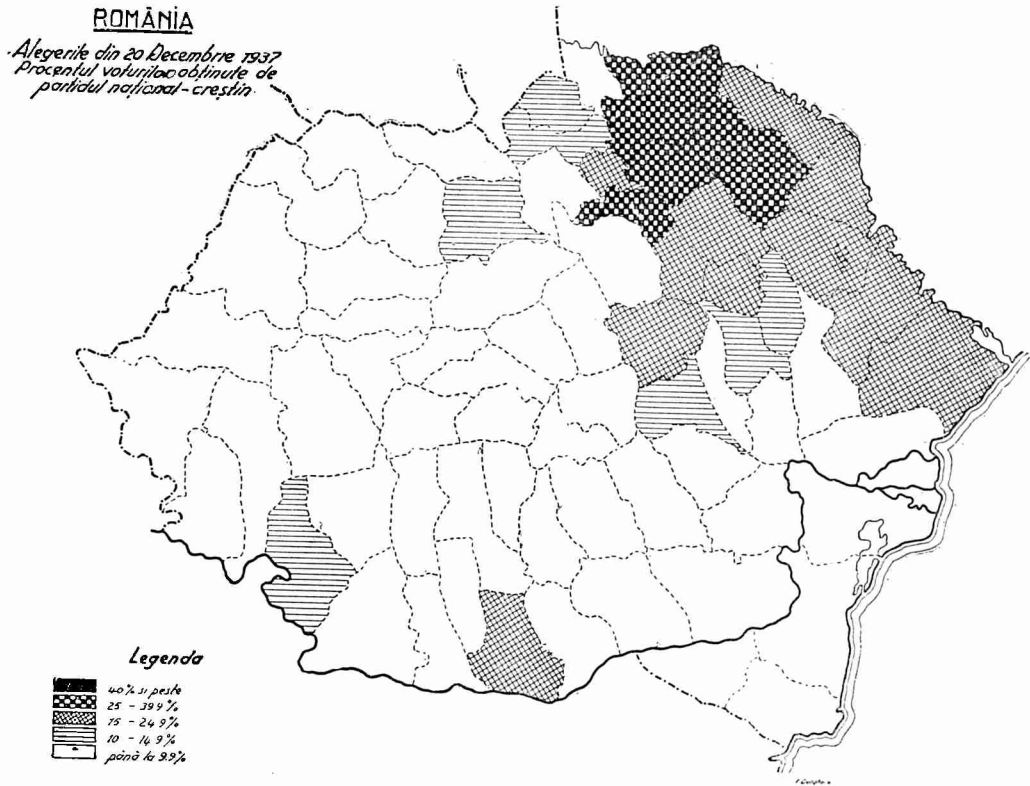 ROMÂNIA
Alegerile din 20 Decembrie 1937
Procentul voturilor obținute de
partidul național-creștin.
Legenda
40% si peste
25 - 39 9%
15 - 24 9%
10 - 14 9%
până la 9.9%